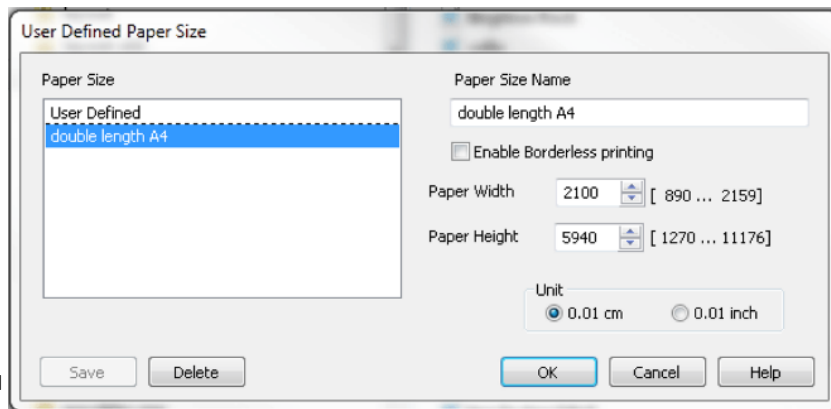 User Defined Paper Size
Paper Size
User Defined
double length A4
Paper Size Name
double length A4
Enable Borderless printing
Paper Width 2100 [ 890 ... 2159]
Paper Height 5940 [ 1270 ... 11176]
Unit
0.01 cm 0.01 inch
Save Delete OK Cancel Help